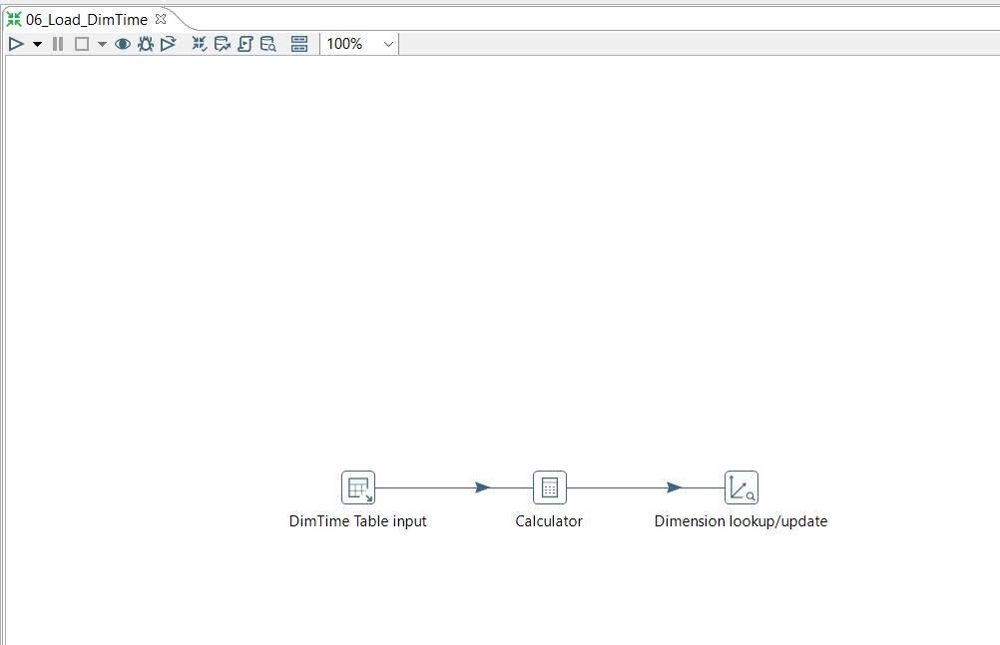 06_Load_DimTime
100%
DimTime Table input
Calculator
Dimension lookup/update